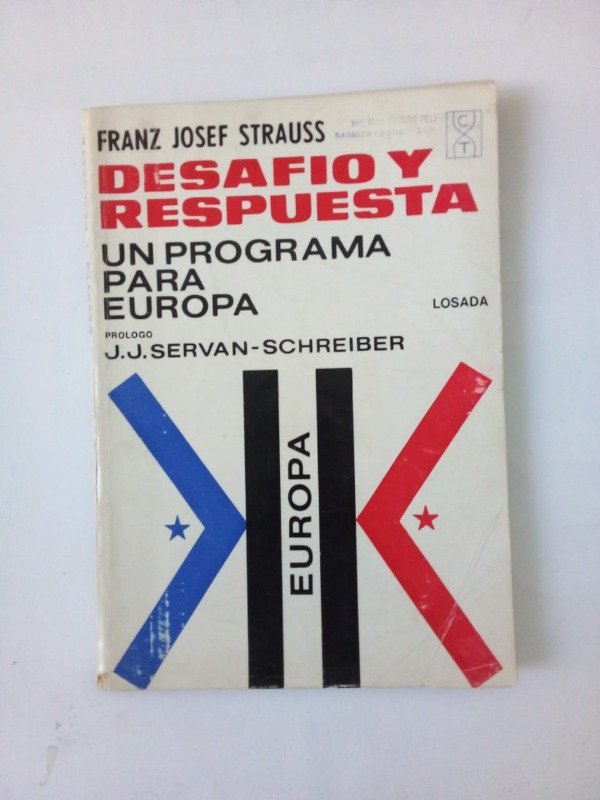 FRANZ JOSEF STRAUSS
DESAFIO Y
RESPUESTA
UN PROGRAMA
PARA
EUROPA
LOSADA
PROLOGO
J.J. SERVAN-SCHREIBER
EUROPA
C
T